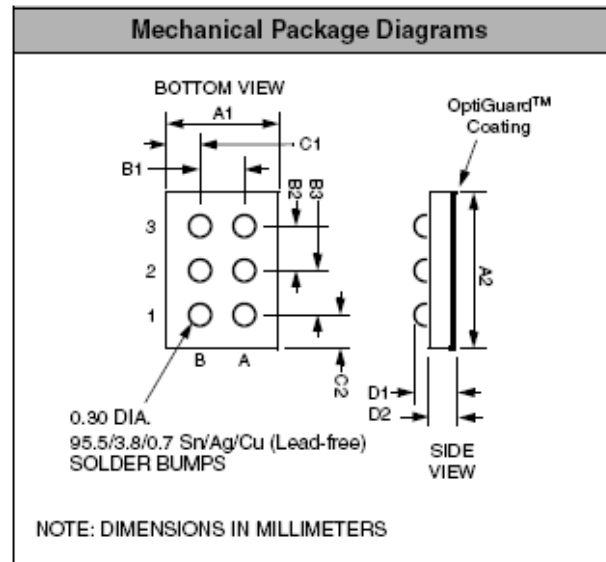 Mechanical Package Diagrams
BOTTOM VIEW
A1
C1
B1
B2
B3
3
2
1
B
A
C2
0.30 DIA.
95.5/3.8/0.7 Sn/Ag/Cu (Lead-free)
SOLDER BUMPS
OptiGuard™
Coating
A2
D1
D2
SIDE
VIEW
NOTE: DIMENSIONS IN MILLIMETERS